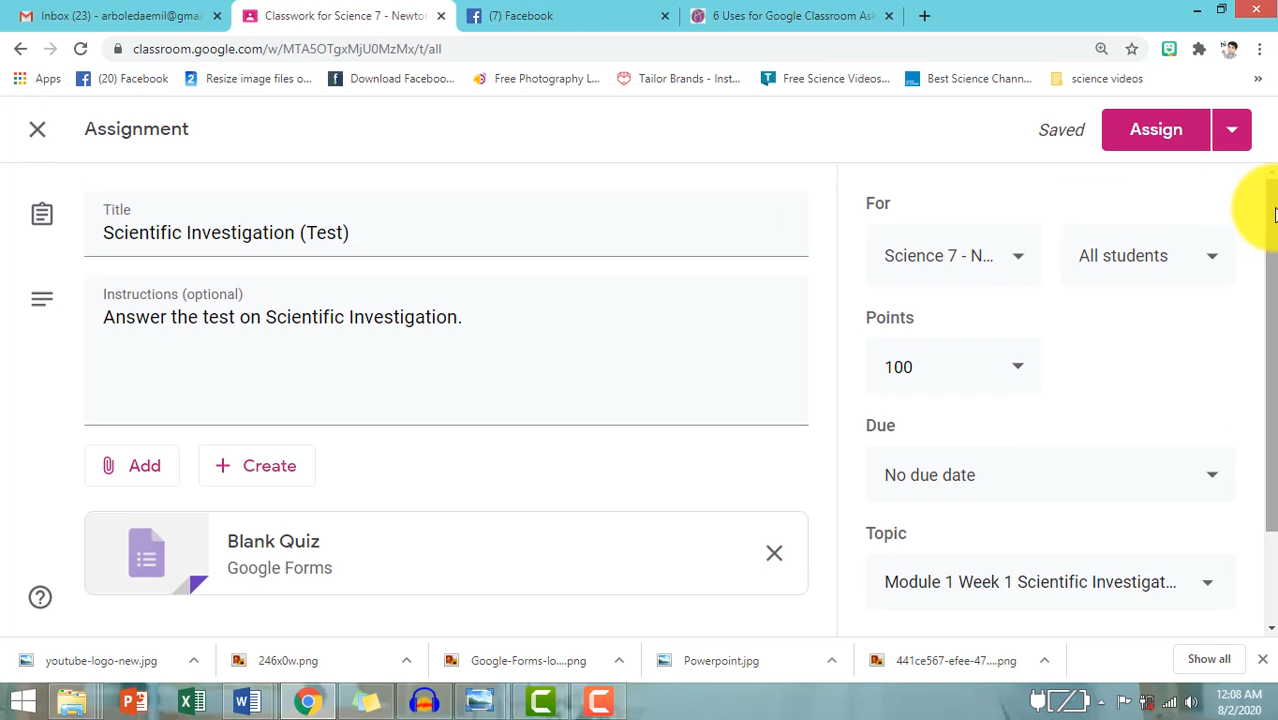 Inbox (23) - arboledaemil@gmail
Classwork for Science 7 - Newton
(7) Facebook
6 Uses for Google Classroom Ask
classroom.google.com/w/MTA5OTgxMjU0MzMx/t/all
Apps
(20) Facebook
Resize image files o...
Download Faceboo...
Free Photography L...
Tailor Brands - Inst...
Free Science Videos...
Best Science Chann...
science videos
»
Assignment
Saved
Assign
Title
Scientific Investigation (Test)
Instructions (optional)
Answer the test on Scientific Investigation.
Add
Create
Blank Quiz
Google Forms
For
Science 7 - N...
All students
Points
100
Due
No due date
Topic
Module 1 Week 1 Scientific Investigat...
youtube-logo-new.jpg
246x0w.png
Google-Forms-lo....png
Powerpoint.jpg
441ce567-efee-47....png
Show all
12:08 AM
8/2/2020